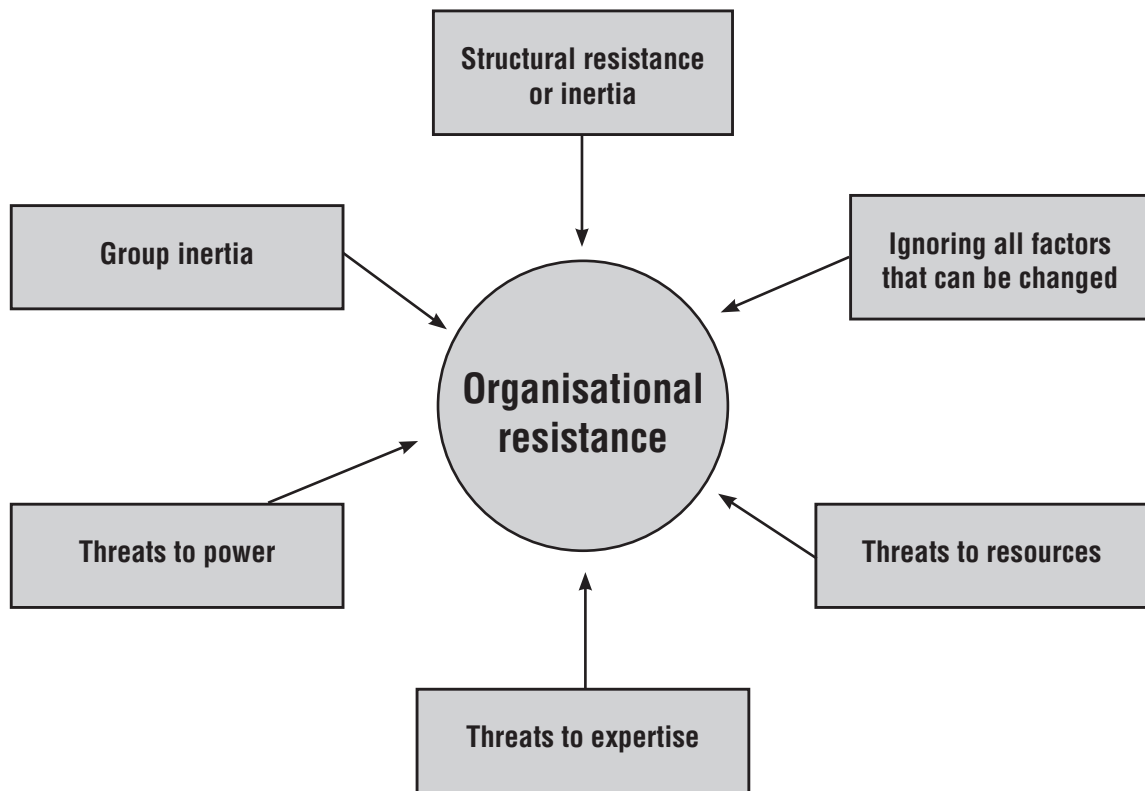 Structural resistance
or inertia
Group inertia
Ignoring all factors
that can be changed
Organisational
resistance
Threats to power
Threats to resources
Threats to expertise